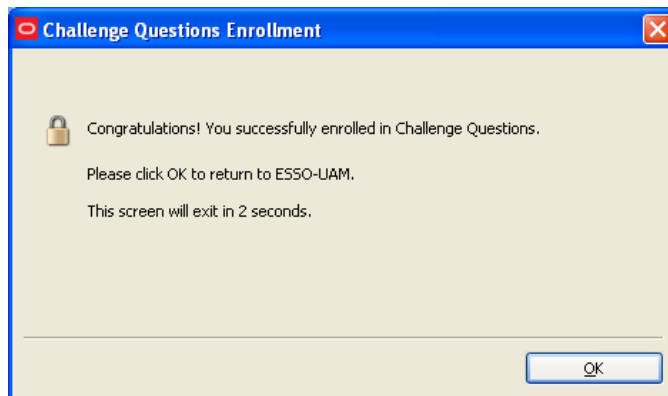 Challenge Questions Enrollment
Congratulations! You successfully enrolled in Challenge Questions.
Please click OK to return to ESSO-UAM.
This screen will exit in 2 seconds.
OK